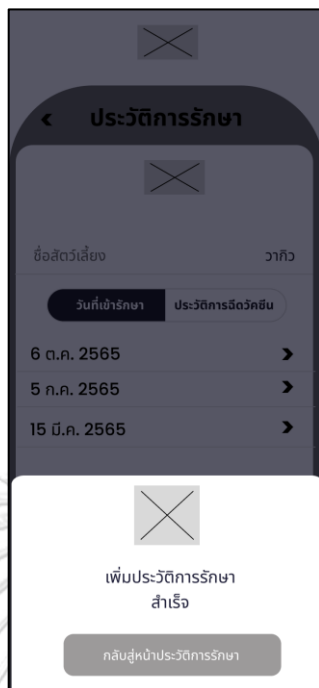 ประวัติการรักษา
ชื่อสัตว์เลี้ยง วากิว
วันที่เข้ารักษา ประวัติการฉีดวัคซีน
6 ต.ค. 2565
5 ก.ค. 2565
15 มี.ค. 2565
เพิ่มประวัติการรักษา
สำเร็จ
กลับสู่หน้าประวัติการรักษา